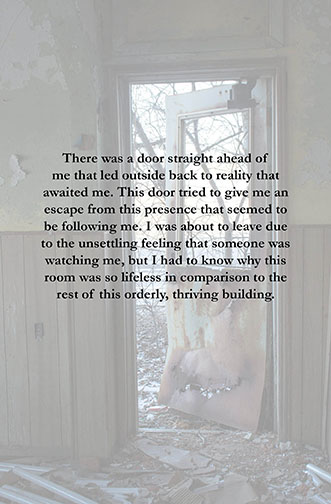 There was a door straight ahead of
me that led outside back to reality that
awaited me. This door tried to give me an
escape from this presence that seemed to
be following me. I was about to leave due
to the unsettling feeling that someone was
watching me, but I had to know why this
room was so lifeless in comparison to the
rest of this orderly, thriving building.